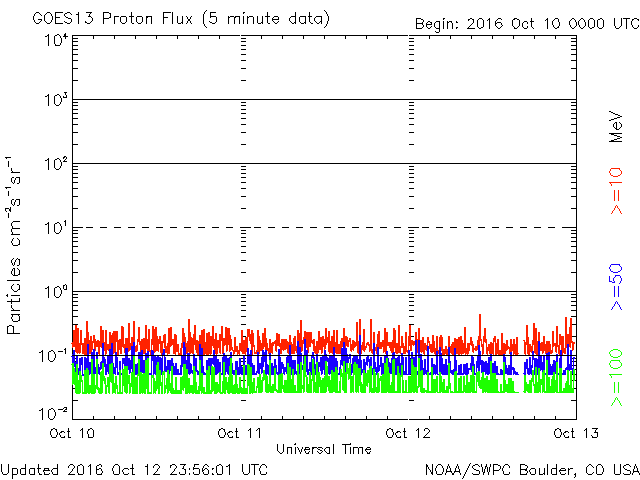 GOES13 Proton Flux (5 minute data)
Begin: 2016 Oct 10 0000 UTC
10⁴
10³
10²
10¹
10⁰
10⁻¹
10⁻²
Particles cm⁻²s⁻¹sr⁻¹
Oct 10
Oct 11
Oct 12
Oct 13
Universal Time
MeV
>=10
>=50
>=100
Updated 2016 Oct 12 23:56:01 UTC
NOAA/SWPC Boulder, CO USA